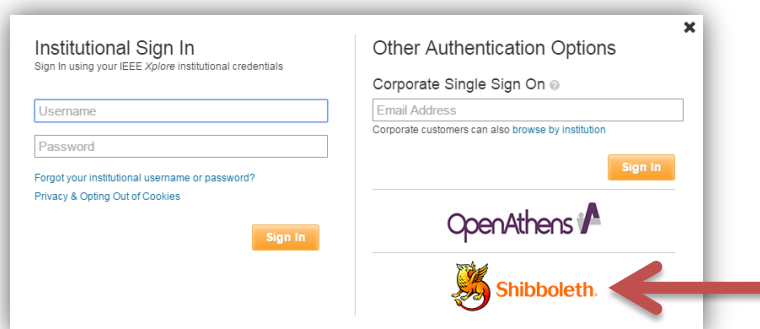 Institutional Sign In
Sign In using your IEEE Xplore institutional credentials
Username
Password
Forgot your institutional username or password?
Privacy & Opting Out of Cookies
Sign In
Other Authentication Options
Corporate Single Sign On ?
Email Address
Corporate customers can also browse by institution
Sign In
OpenAthens
Shibboleth.